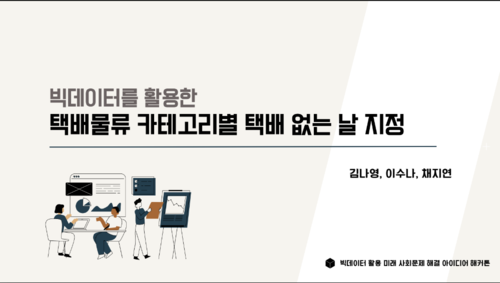 빅데이터를 활용한
택배물류 카테고리별 택배 없는 날 지정
김나영, 이수나, 채지연
빅데이터 활용 미래 사회문제 해결 아이디어 해커톤